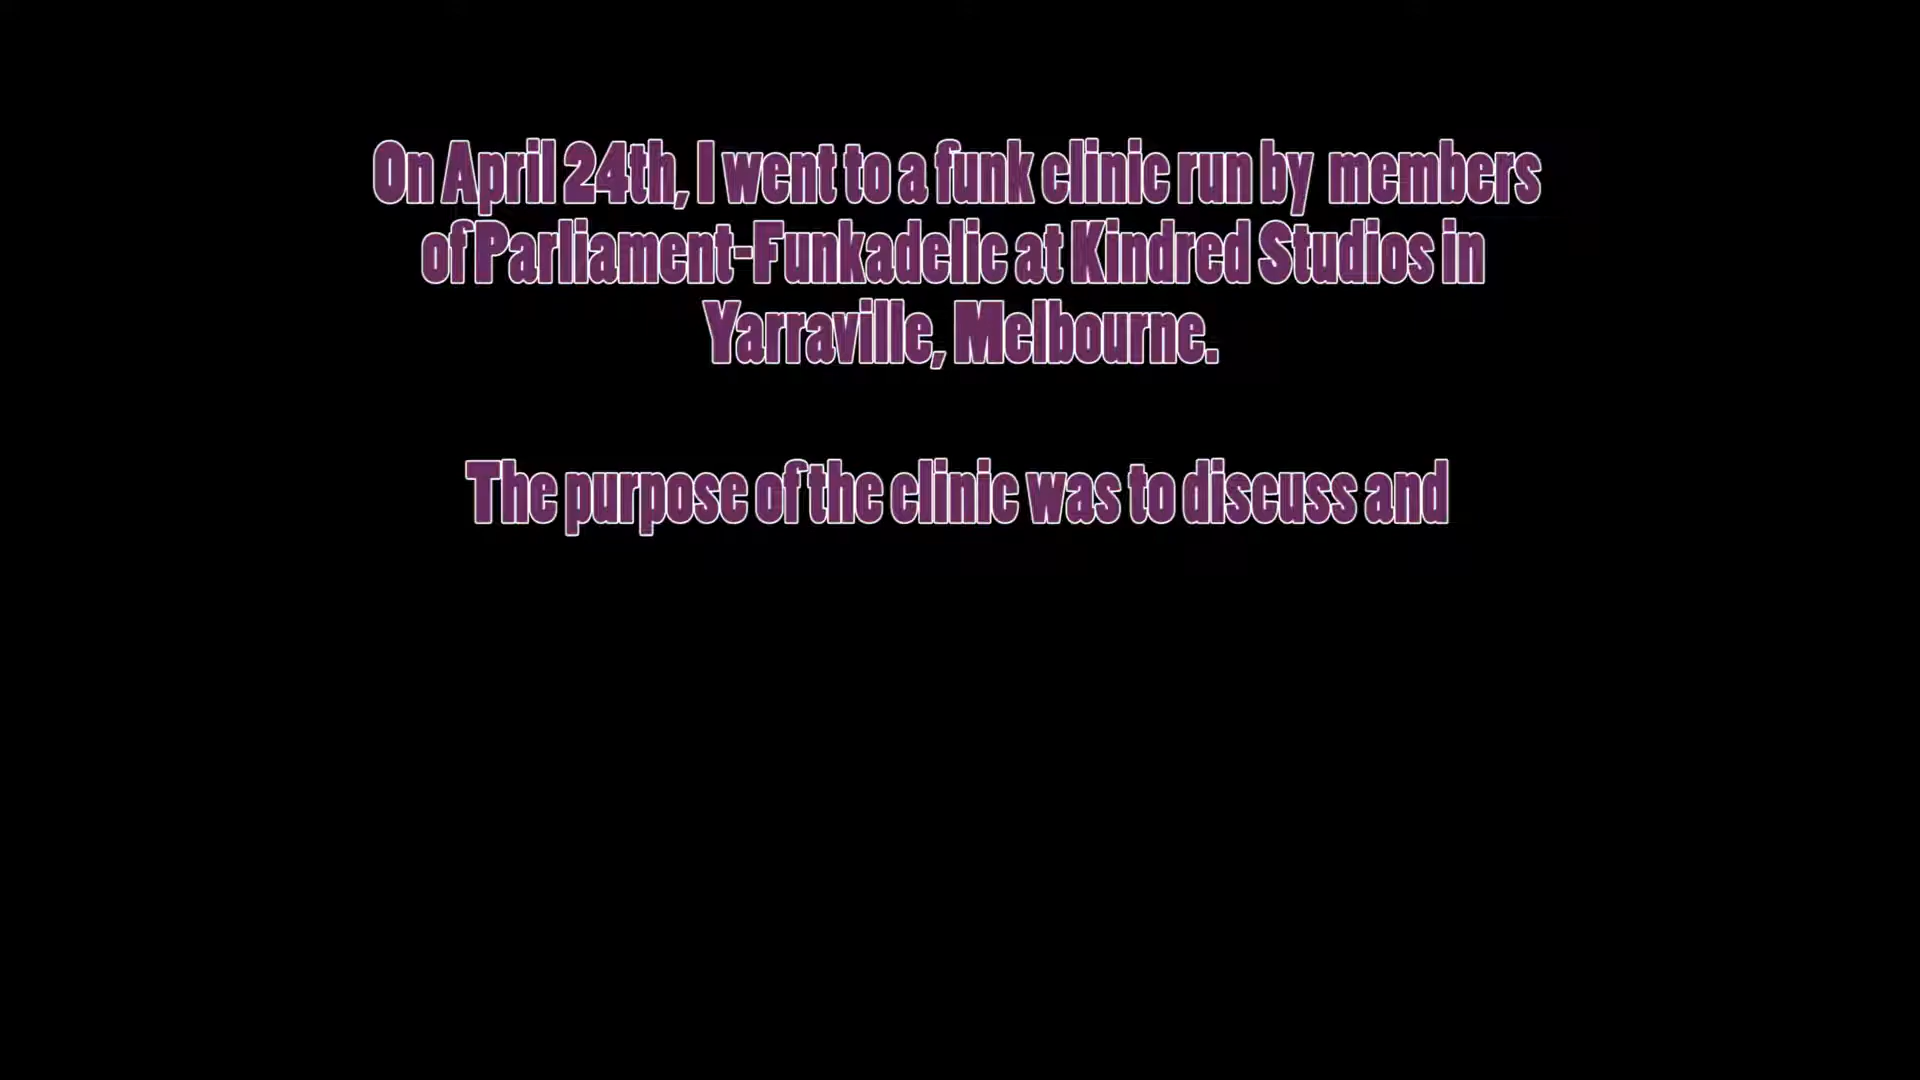 On April 24th, I went to a funk clinic run by  members
of Parliament-Funkadelic at Kindred Studios in
Yarraville, Melbourne.
The purpose of the clinic was to discuss and